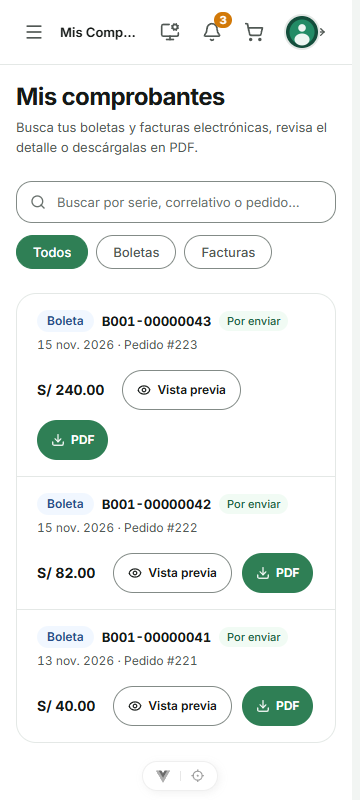 Mis Comp...
3
Mis comprobantes
Busca tus boletas y facturas electrónicas, revisa el
detalle o descárgalas en PDF.
Buscar por serie, correlativo o pedido...
Todos Boletas Facturas
Boleta B001-00000043 Por enviar
15 nov. 2026 · Pedido #223
S/ 240.00 Vista previa
PDF
Boleta B001-00000042 Por enviar
15 nov. 2026 · Pedido #222
S/ 82.00 Vista previa PDF
Boleta B001-00000041 Por enviar
13 nov. 2026 · Pedido #221
S/ 40.00 Vista previa PDF